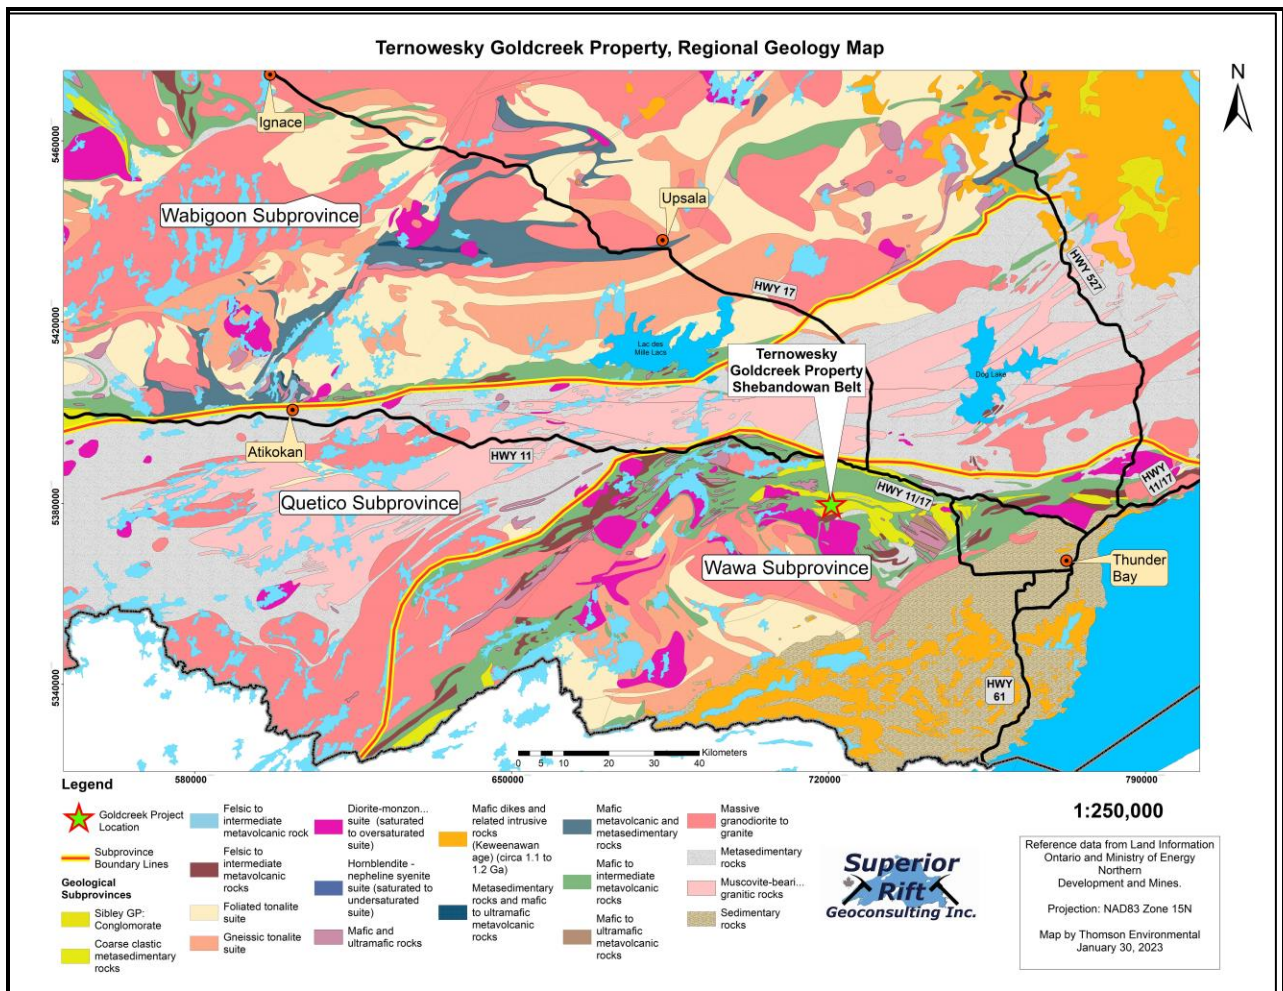 Ternowesky Goldcreek Property, Regional Geology Map
N
Ignace
Wabigoon Subprovince
Upsala
HWY 17
HWY 527
Lac des
Mille Lacs
Ternowesky
Goldcreek Property
Shebandowan Belt
Dog Lake
Atikokan
HWY 11
HWY 11/17
HWY
11/17
Quetico Subprovince
Wawa Subprovince
Thunder
Bay
HWY
61
5460000
5420000
5380000
5340000
Kilometers
0 5 10 20 30 40
580000
650000
720000
790000
Legend
Goldcreek Project
Location
Subprovince
Boundary Lines
Geological
Subprovinces
Sibley GP:
Conglomorate
Coarse clastic
metasedimentary
rocks
Felsic to
intermediate
metavolcanic rock
Felsic to
intermediate
metavolcanic
rocks
Foliated tonalite
suite
Gneissic tonalite
suite
Diorite-monzon...
suite (saturated
to oversaturated
suite)
Hornblendite -
nepheline syenite
suite (saturated to
undersaturated
suite)
Mafic and
ultramafic rocks
Mafic dikes and
related intrusive
rocks
(Keweenawan
age) (circa 1.1 to
1.2 Ga)
Metasedimentary
rocks and mafic
to ultramafic
metavolcanic
rocks
Mafic
metavolcanic and
metasedimentary
rocks
Mafic to
intermediate
metavolcanic
rocks
Mafic to
ultramafic
metavolcanic
rocks
Massive
granodiorite to
granite
Metasedimentary
rocks
Muscovite-beari...
granitic rocks
Sedimentary
rocks
Superior
Rift
Geoconsulting Inc.
1:250,000
Reference data from Land Information
Ontario and Ministry of Energy
Northern
Development and Mines.
Projection: NAD83 Zone 15N
Map by Thomson Environmental
January 30, 2023